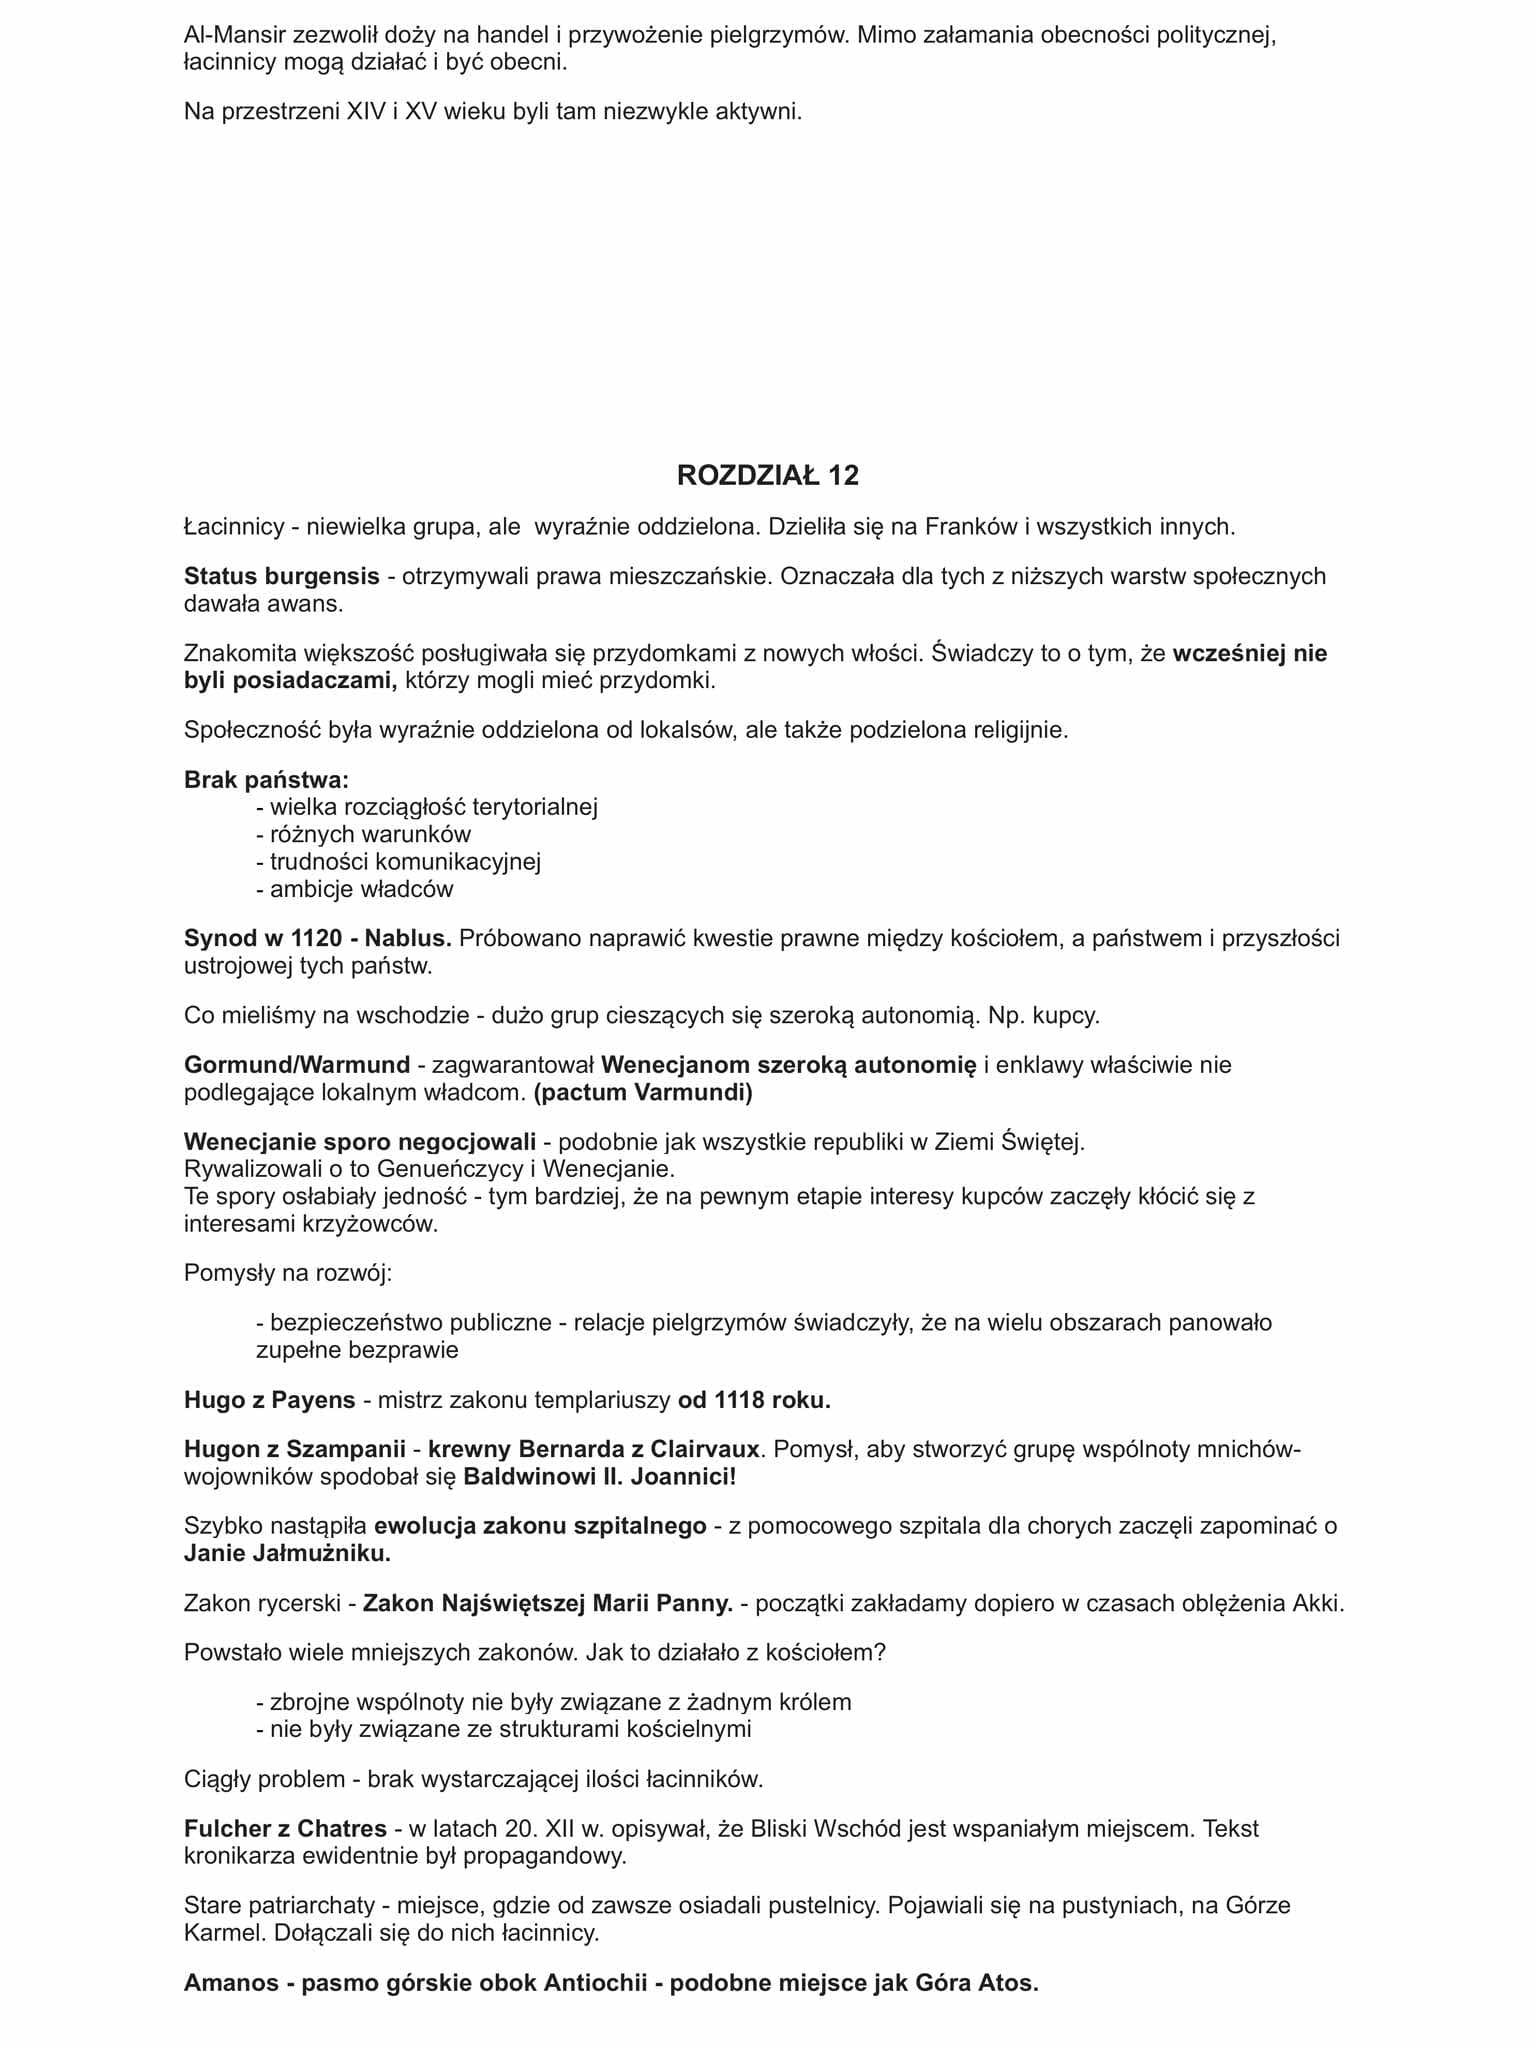 Al-Mansir zezwolił doży na handel i przywożenie pielgrzymów. Mimo załamania obecności politycznej,
łacinnicy mogą działać i być obecni.
Na przestrzeni XIV i XV wieku byli tam niezwykle aktywni.
ROZDZIAŁ 12
Łacinnicy - niewielka grupa, ale  wyraźnie oddzielona. Dzieliła się na Franków i wszystkich innych.
Status burgensis - otrzymywali prawa mieszczańskie. Oznaczała dla tych z niższych warstw społecznych
dawała awans.
Znakomita większość posługiwała się przydomkami z nowych włości. Świadczy to o tym, że wcześniej nie
byli posiadaczami, którzy mogli mieć przydomki.
Społeczność była wyraźnie oddzielona od lokalsów, ale także podzielona religijnie.
Brak państwa:
- wielka rozciągłość terytorialnej
- różnych warunków
- trudności komunikacyjnej
- ambicje władców
Synod w 1120 - Nablus. Próbowano naprawić kwestie prawne między kościołem, a państwem i przyszłości
ustrojowej tych państw.
Co mieliśmy na wschodzie - dużo grup cieszących się szeroką autonomią. Np. kupcy.
Gormund/Warmund - zagwarantował Wenecjanom szeroką autonomię i enklawy właściwie nie
podlegające lokalnym władcom. (pactum Varmundi)
Wenecjanie sporo negocjowali - podobnie jak wszystkie republiki w Ziemi Świętej.
Rywalizowali o to Genueńczycy i Wenecjanie.
Te spory osłabiały jedność - tym bardziej, że na pewnym etapie interesy kupców zaczęły kłócić się z
interesami krzyżowców.
Pomysły na rozwój:
- bezpieczeństwo publiczne - relacje pielgrzymów świadczyły, że na wielu obszarach panowało
zupełne bezprawie
Hugo z Payens - mistrz zakonu templariuszy od 1118 roku.
Hugon z Szampanii - krewny Bernarda z Clairvaux. Pomysł, aby stworzyć grupę wspólnoty mnichów-
wojowników spodobał się Baldwinowi II. Joannici!
Szybko nastąpiła ewolucja zakonu szpitalnego - z pomocowego szpitala dla chorych zaczęli zapominać o
Janie Jałmużniku.
Zakon rycerski - Zakon Najświętszej Marii Panny. - początki zakładamy dopiero w czasach oblężenia Akki.
Powstało wiele mniejszych zakonów. Jak to działało z kościołem?
- zbrojne wspólnoty nie były związane z żadnym królem
- nie były związane ze strukturami kościelnymi
Ciągły problem - brak wystarczającej ilości łacinników.
Fulcher z Chatres - w latach 20. XII w. opisywał, że Bliski Wschód jest wspaniałym miejscem. Tekst
kronikarza ewidentnie był propagandowy.
Stare patriarchaty - miejsce, gdzie od zawsze osiadali pustelnicy. Pojawiali się na pustyniach, na Górze
Karmel. Dołączali się do nich łacinnicy.
Amanos - pasmo górskie obok Antiochii - podobne miejsce jak Góra Atos.